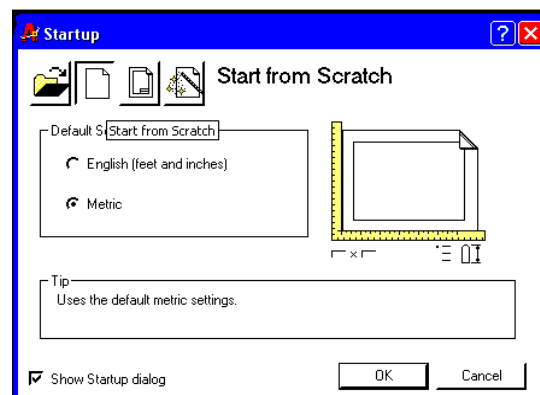 Startup
Start from Scratch
Default S
Start from Scratch
English (feet and inches)
Metric
Tip
Uses the default metric settings.
Show Startup dialog
OK
Cancel